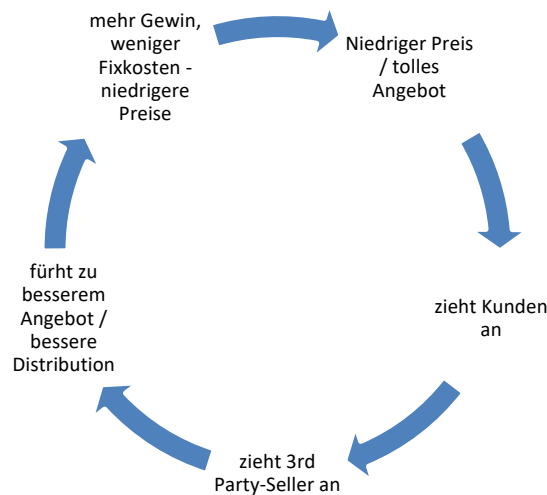 mehr Gewin,
weniger
Fixkosten -
niedrigere
Preise
Niedriger Preis
/ tolles
Angebot
zieht Kunden
an
zieht 3rd
Party-Seller an
fürht zu
besserem
Angebot /
bessere
Distribution